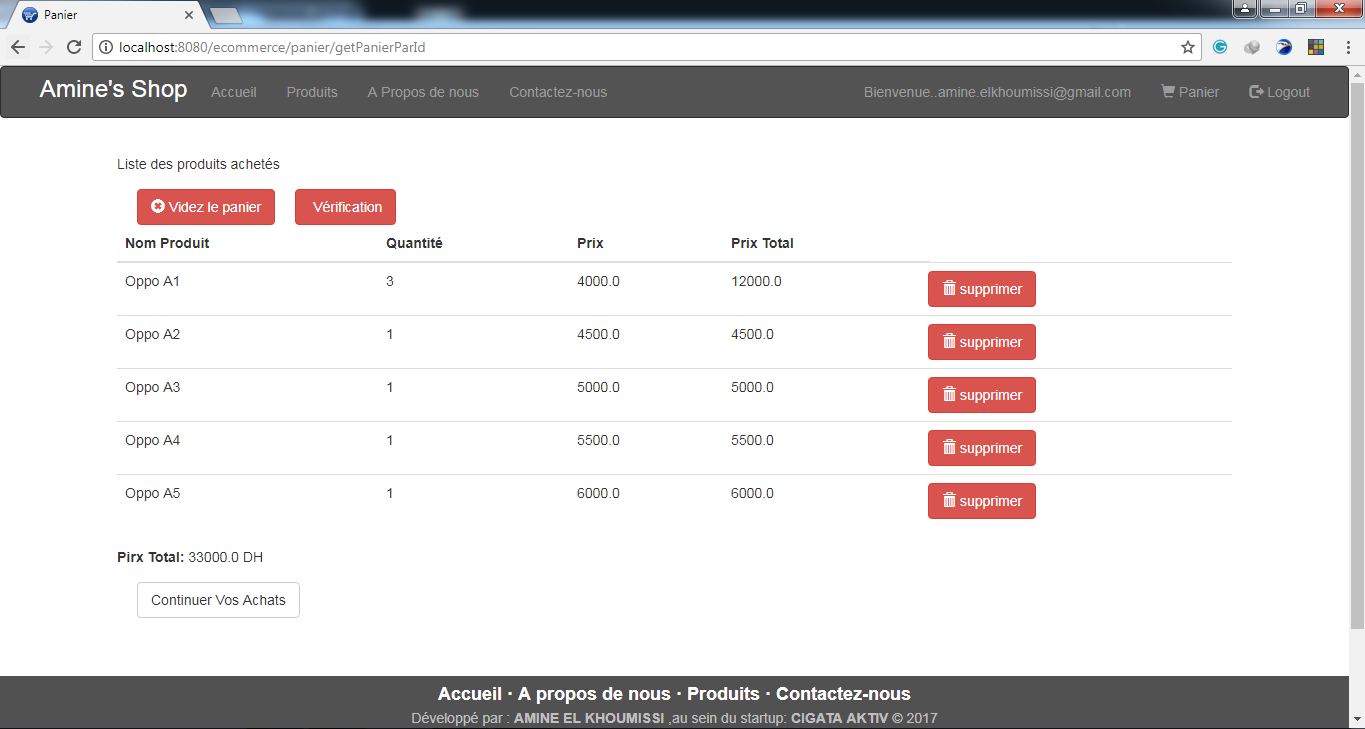 Panier
localhost:8080/ecommerce/panier/getPanierParId
Amine's Shop Accueil Produits A Propos de nous Contactez-nous Bienvenue..amine.elkhoumissi@gmail.com Panier Logout
Liste des produits achetés
Videz le panier Vérification
Nom Produit Quantité Prix Prix Total
Oppo A1 3 4000.0 12000.0 supprimer
Oppo A2 1 4500.0 4500.0 supprimer
Oppo A3 1 5000.0 5000.0 supprimer
Oppo A4 1 5500.0 5500.0 supprimer
Oppo A5 1 6000.0 6000.0 supprimer
Pirx Total: 33000.0 DH
Continuer Vos Achats
Accueil · A propos de nous · Produits · Contactez-nous
Développé par : AMINE EL KHOUMISSI ,au sein du startup: CIGATA AKTIV © 2017